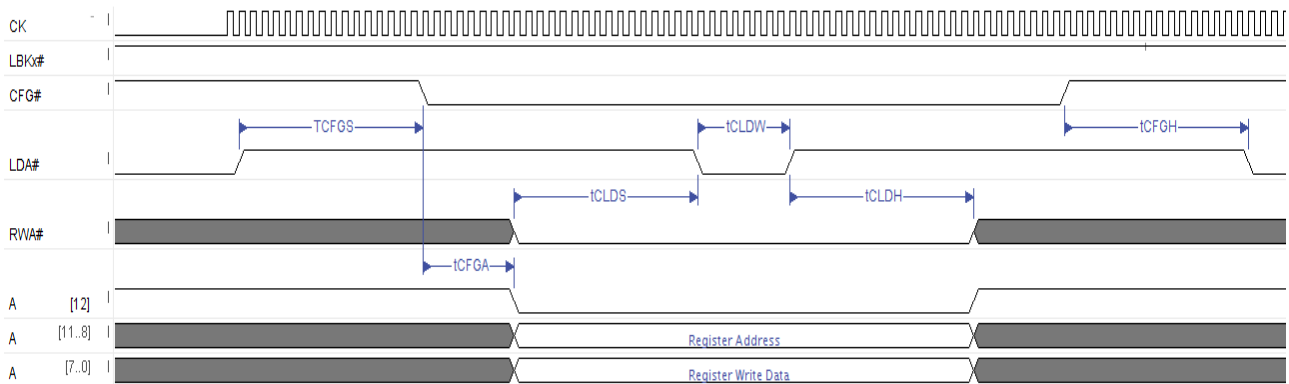 CK
LBKx#
CFG#
TCFGS
tCLDW
tCFGH
LDA#
tCLDS
tCLDH
RWA#
tCFGA
A [12]
A [11..8] Register Address
A [7..0] Register Write Data